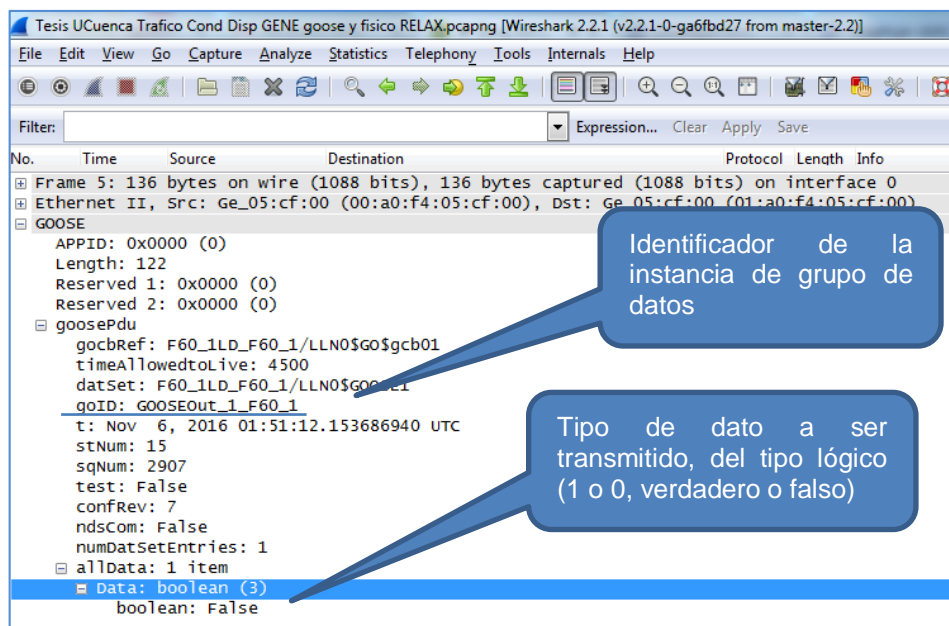 Tesis UCuenca Trafico Cond Disp GENE goose y fisico RELAX.pcapng [Wireshark 2.2.1 (v2.2.1-0-ga6fbd27 from master-2.2)]
File Edit View Go Capture Analyze Statistics Telephony Tools Internals Help
Filter: Expression... Clear Apply Save
No. Time Source Destination Protocol Length Info
Frame 5: 136 bytes on wire (1088 bits), 136 bytes captured (1088 bits) on interface 0
Ethernet II, Src: Ge_05:cf:00 (00:a0:f4:05:cf:00), Dst: Ge_05:cf:00 (01:a0:f4:05:cf:00)
GOOSE
APPID: 0x0000 (0)
Length: 122
Reserved 1: 0x0000 (0)
Reserved 2: 0x0000 (0)
goosePdu
gocbRef: F60_1LD_F60_1/LLN0$GO$gcb01
timeAllowedtoLive: 4500
datSet: F60_1LD_F60_1/LLN0$GOOSE1
goID: GOOSEOut_1_F60_1
t: Nov 6, 2016 01:51:12.153686940 UTC
stNum: 15
sqNum: 2907
test: False
confRev: 7
ndsCom: False
numDatSetEntries: 1
allData: 1 item
Data: boolean (3)
boolean: False
Identificador de la
instancia de grupo de
datos
Tipo de dato a ser
transmitido, del tipo lógico
(1 o 0, verdadero o falso)